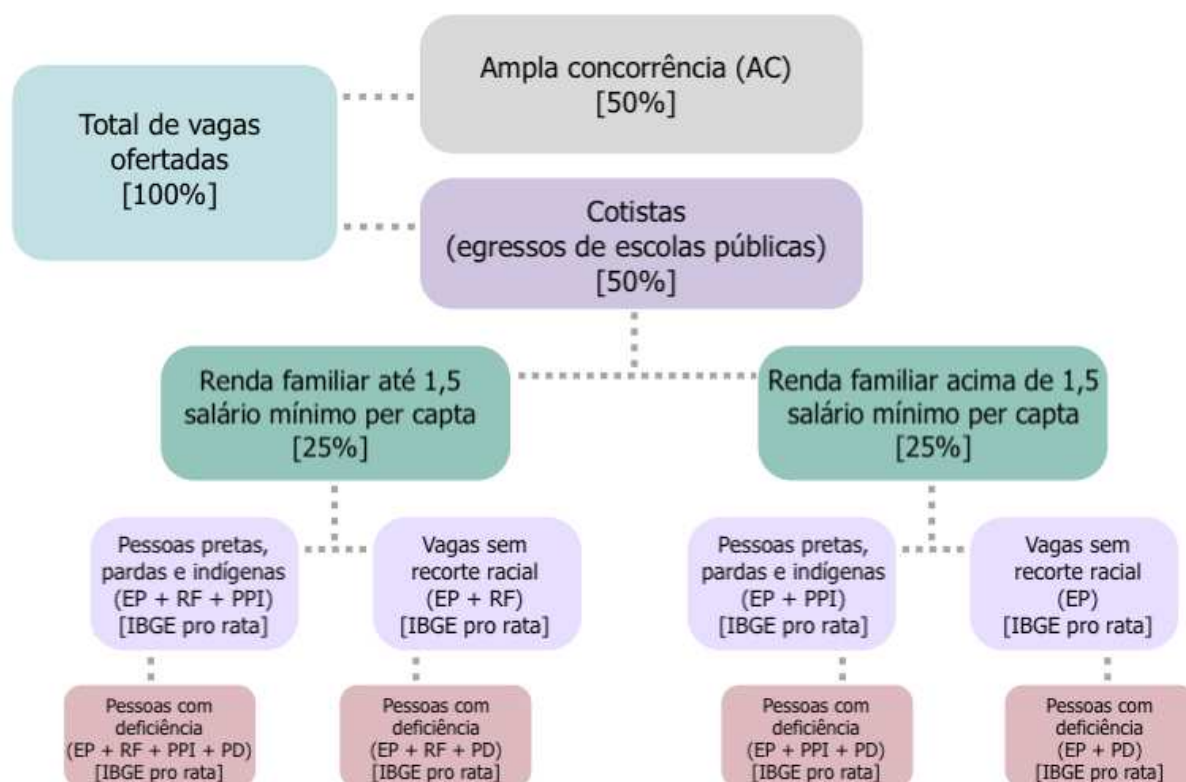 Ampla concorrência (AC)
[50%]
Total de vagas
ofertadas
[100%]
Cotistas
(egressos de escolas públicas)
[50%]
Renda familiar até 1,5
salário mínimo per capta
[25%]
Renda familiar acima de 1,5
salário mínimo per capta
[25%]
Pessoas pretas,
pardas e indígenas
(EP + RF + PPI)
[IBGE pro rata]
Vagas sem
recorte racial
(EP + RF)
[IBGE pro rata]
Pessoas pretas,
pardas e indígenas
(EP + PPI)
[IBGE pro rata]
Vagas sem
recorte racial
(EP)
[IBGE pro rata]
Pessoas com
deficiência
(EP + RF + PPI + PD)
[IBGE pro rata]
Pessoas com
deficiência
(EP + RF + PD)
[IBGE pro rata]
Pessoas com
deficiência
(EP + PPI + PD)
[IBGE pro rata]
Pessoas com
deficiência
(EP + PD)
[IBGE pro rata]